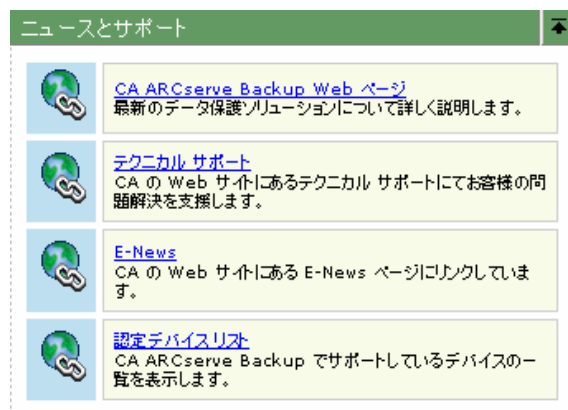 ニュースとサポート
CA ARCserve Backup Web ページ
最新のデータ保護ソリューションについて詳しく説明します。
テクニカル サポート
CA の Web サイトにあるテクニカル サポートにてお客様の問
題解決を支援します。
E-News
CA の Web サイトにある E-News ページにリンクしていま
す。
認定デバイス リスト
CA ARCserve Backup でサポートしているデバイスの一
覧を表示します。